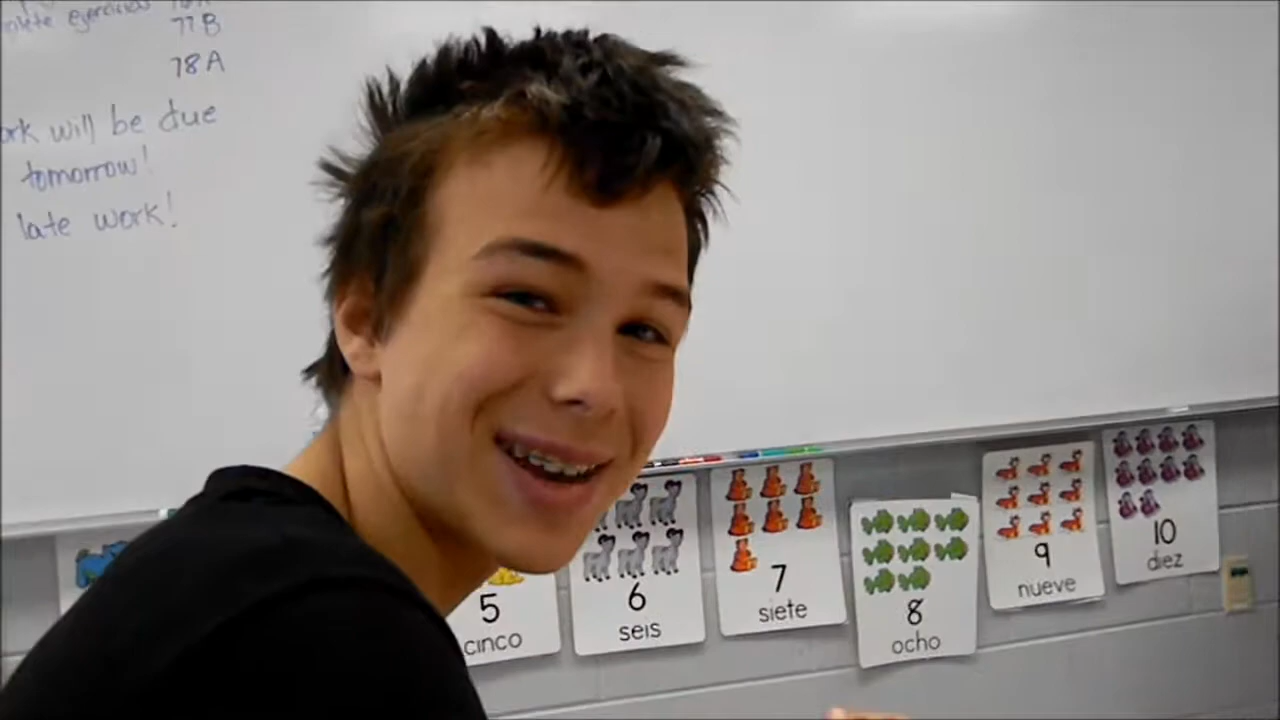 ejercicios
77B
78A
will be due
tomorrow!
late work!
5
cinco
6
seis
7
siete
8
ocho
9
nueve
10
diez